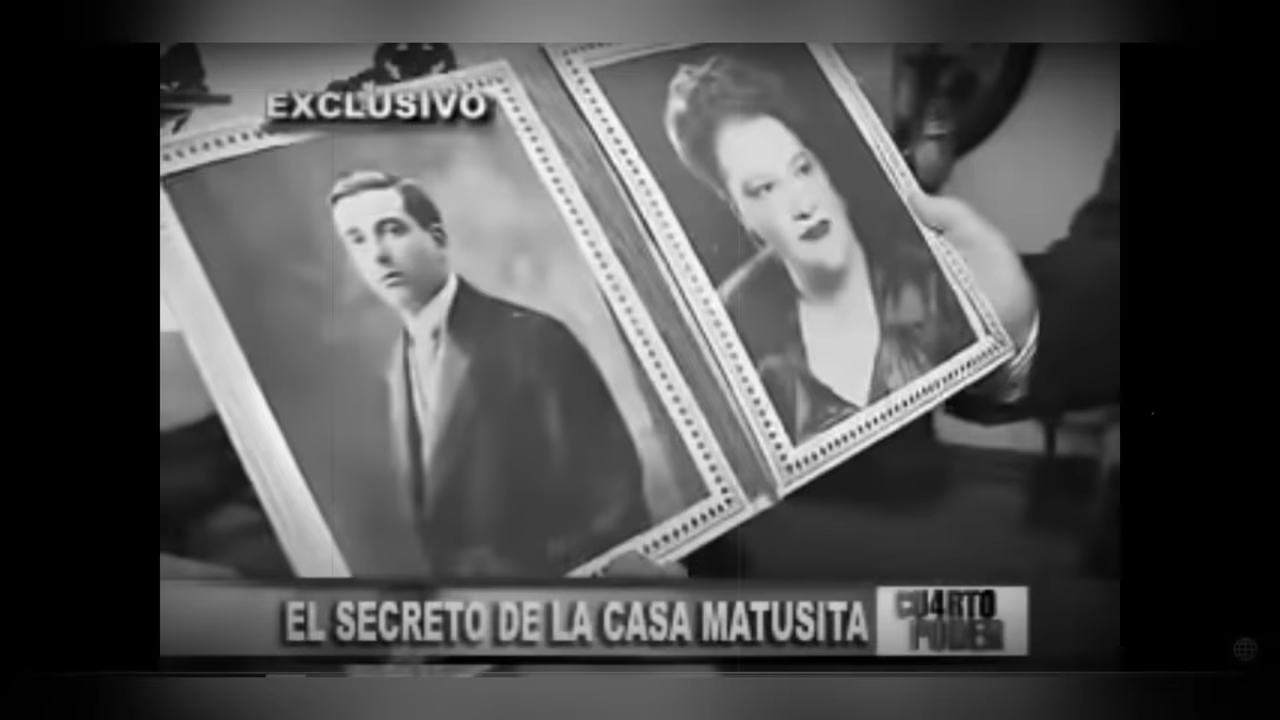 EXCLUSIVO
EL SECRETO DE LA CASA MATUSITA
CU4RTO
PODER